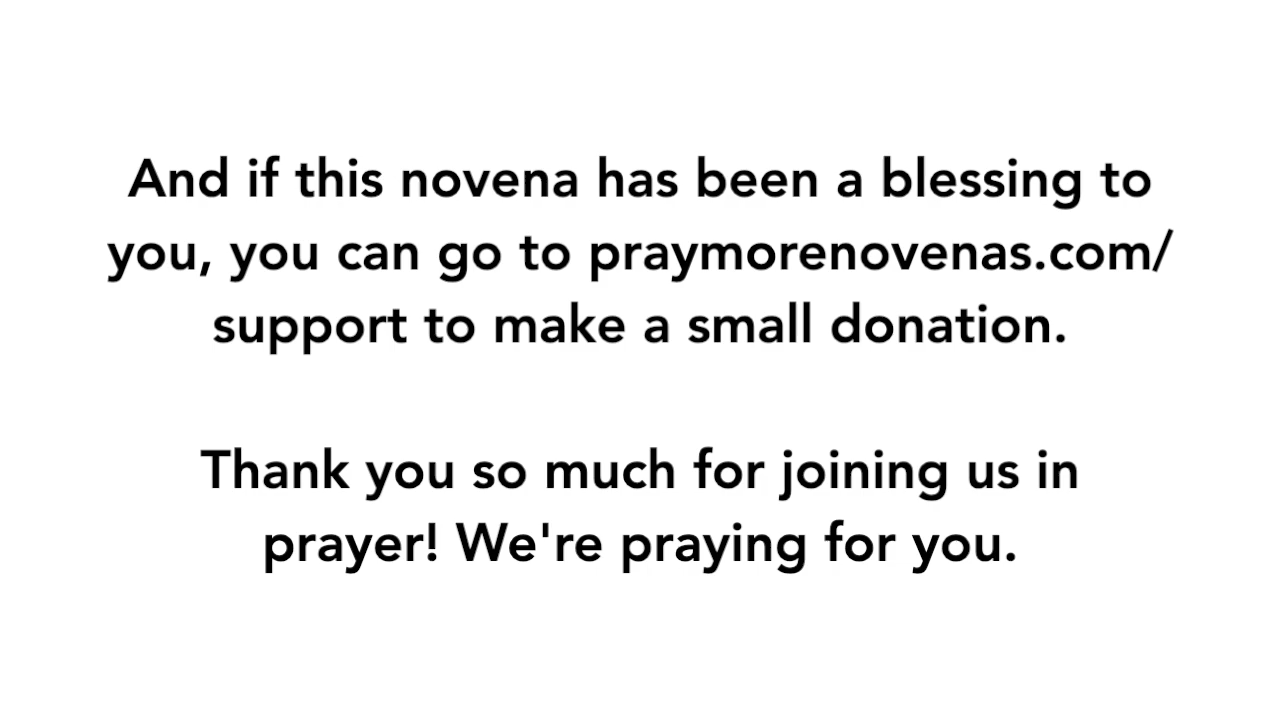 And if this novena has been a blessing to
you, you can go to praymorenovenas.com/
support to make a small donation.
Thank you so much for joining us in
prayer! We're praying for you.